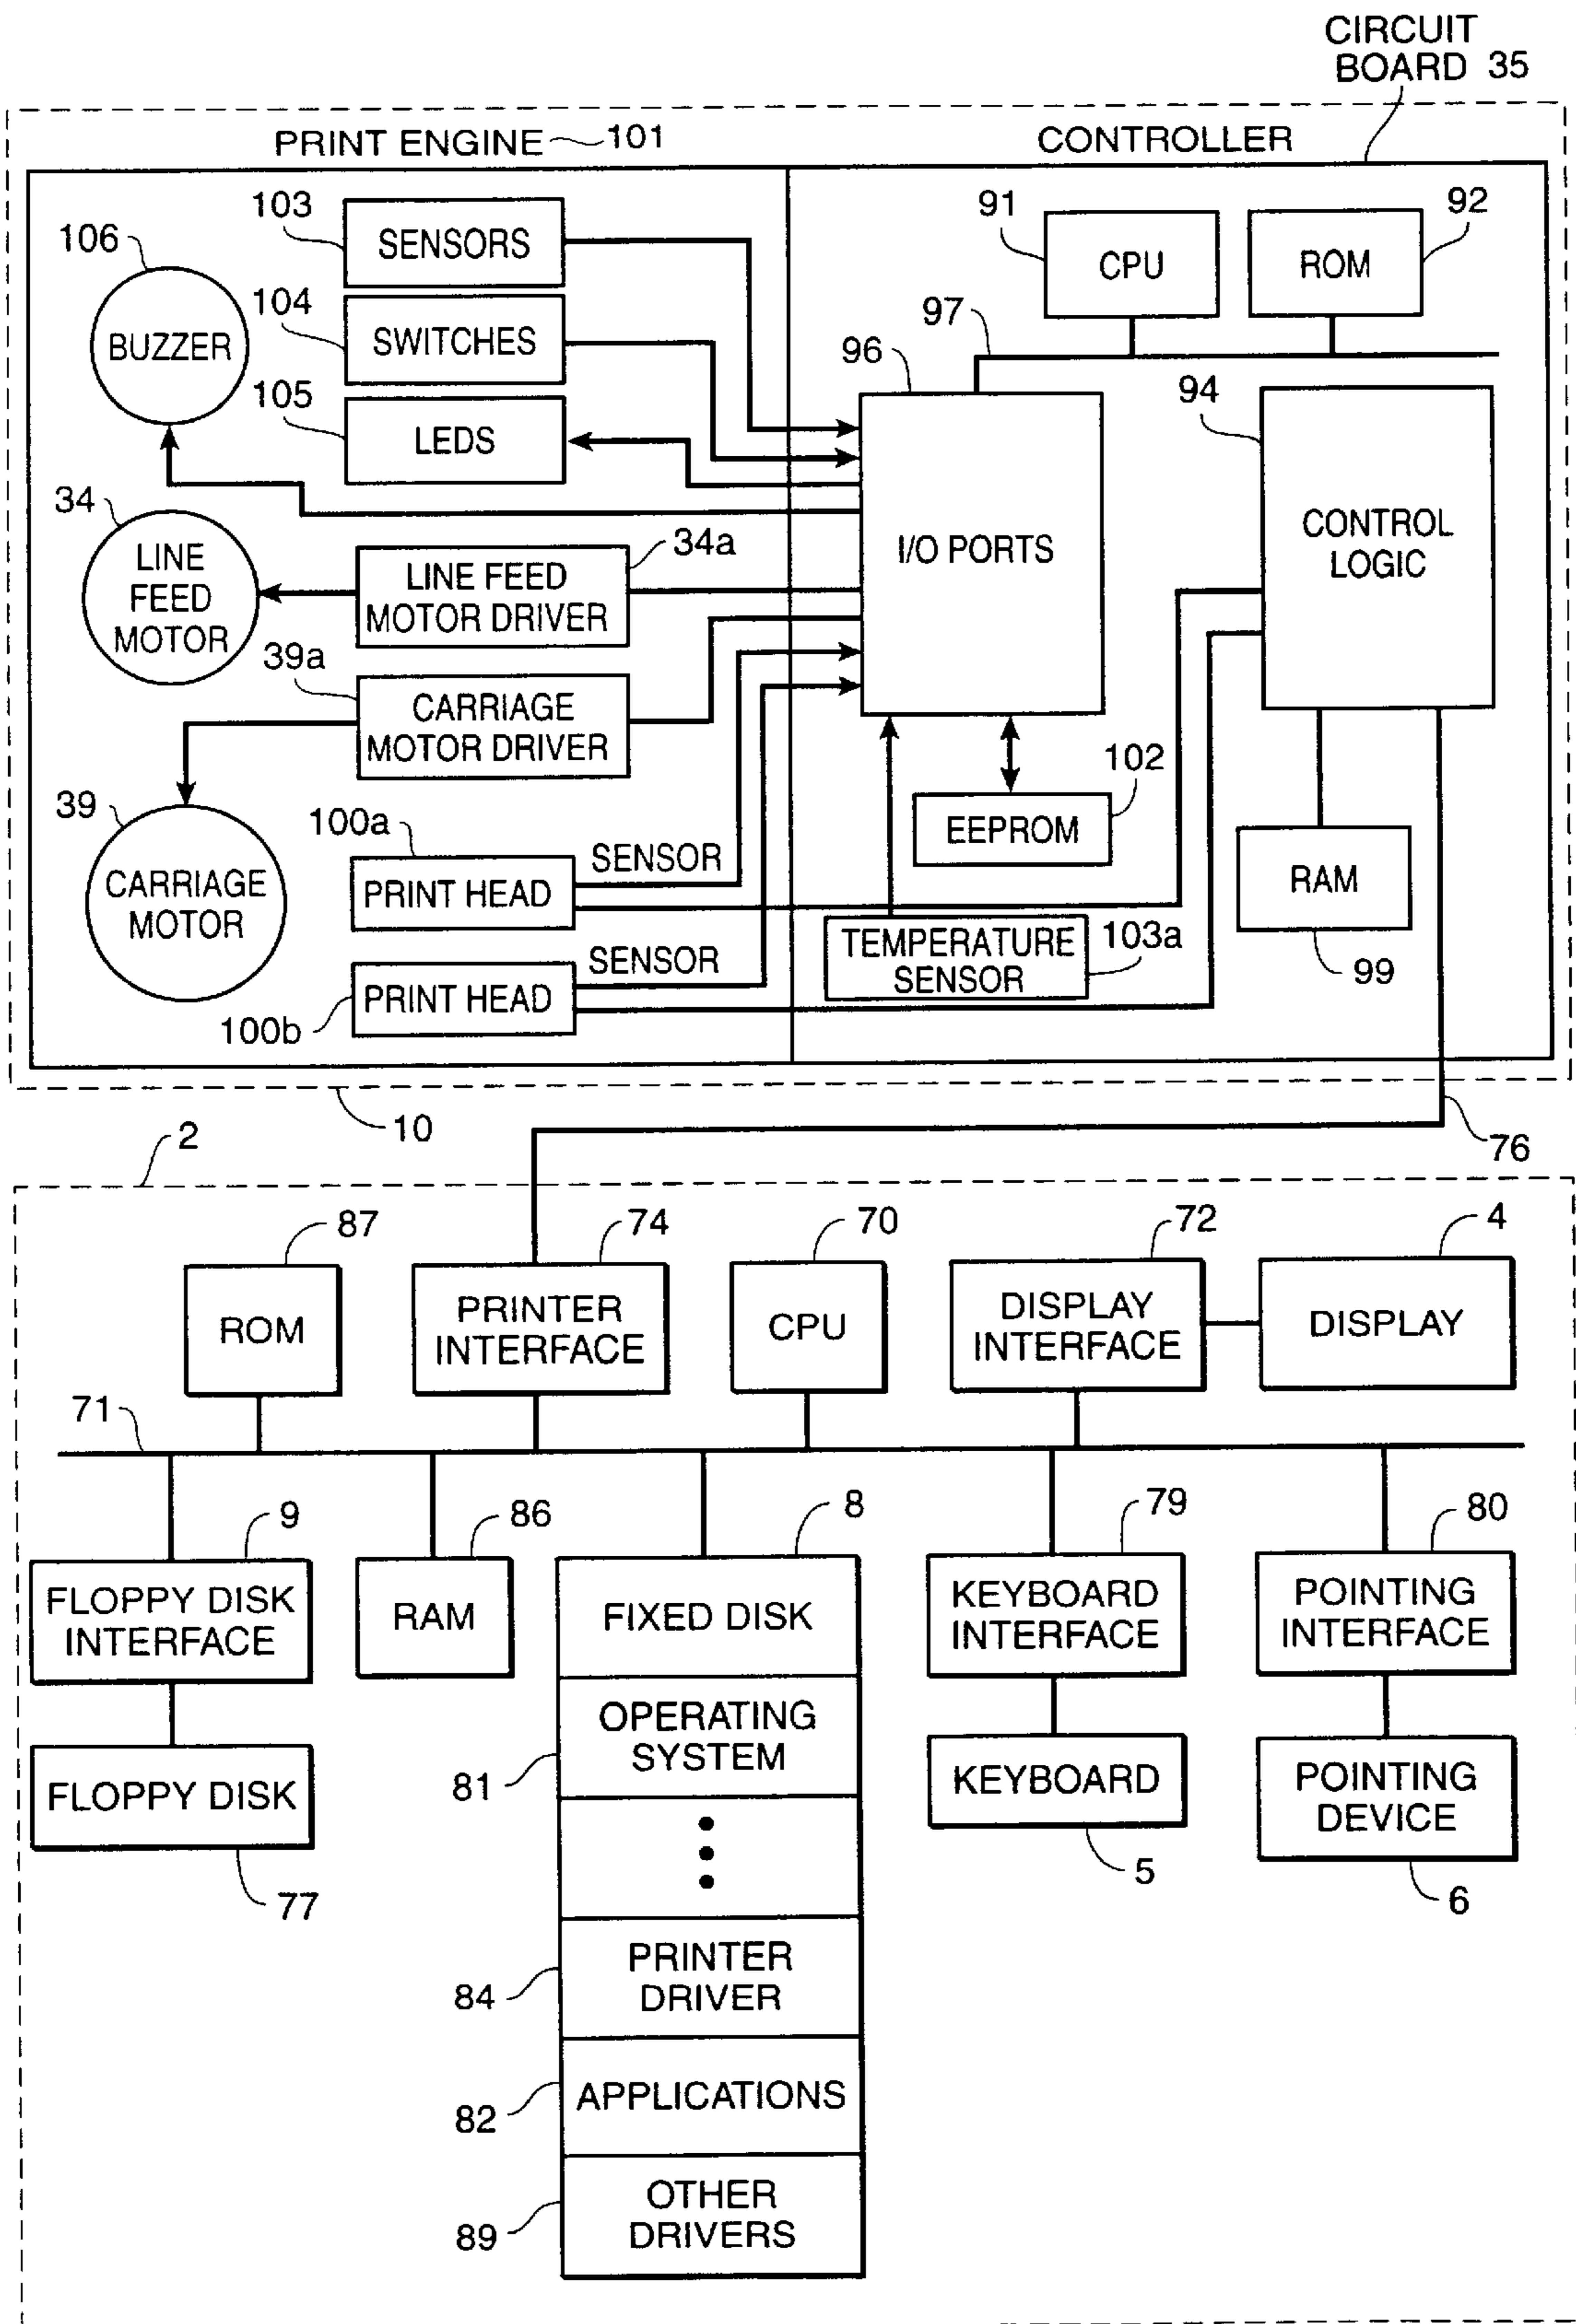 CIRCUIT
BOARD 35
PRINT ENGINE 101
CONTROLLER
103
SENSORS
106
BUZZER
104
SWITCHES
105
LEDS
91
CPU
92
ROM
97
96
I/O PORTS
94
CONTROL
LOGIC
34
LINE
FEED
MOTOR
34a
LINE FEED
MOTOR DRIVER
39a
CARRIAGE
MOTOR DRIVER
39
CARRIAGE
MOTOR
100a
PRINT HEAD
SENSOR
100b
PRINT HEAD
SENSOR
102
EEPROM
TEMPERATURE
SENSOR
103a
RAM
99
10
76
2
87
ROM
74
PRINTER
INTERFACE
70
CPU
72
DISPLAY
INTERFACE
4
DISPLAY
71
9
FLOPPY DISK
INTERFACE
86
RAM
8
FIXED DISK
79
KEYBOARD
INTERFACE
80
POINTING
INTERFACE
FLOPPY DISK
77
OPERATING
SYSTEM
81
KEYBOARD
5
POINTING
DEVICE
6
PRINTER
DRIVER
84
APPLICATIONS
82
OTHER
DRIVERS
89